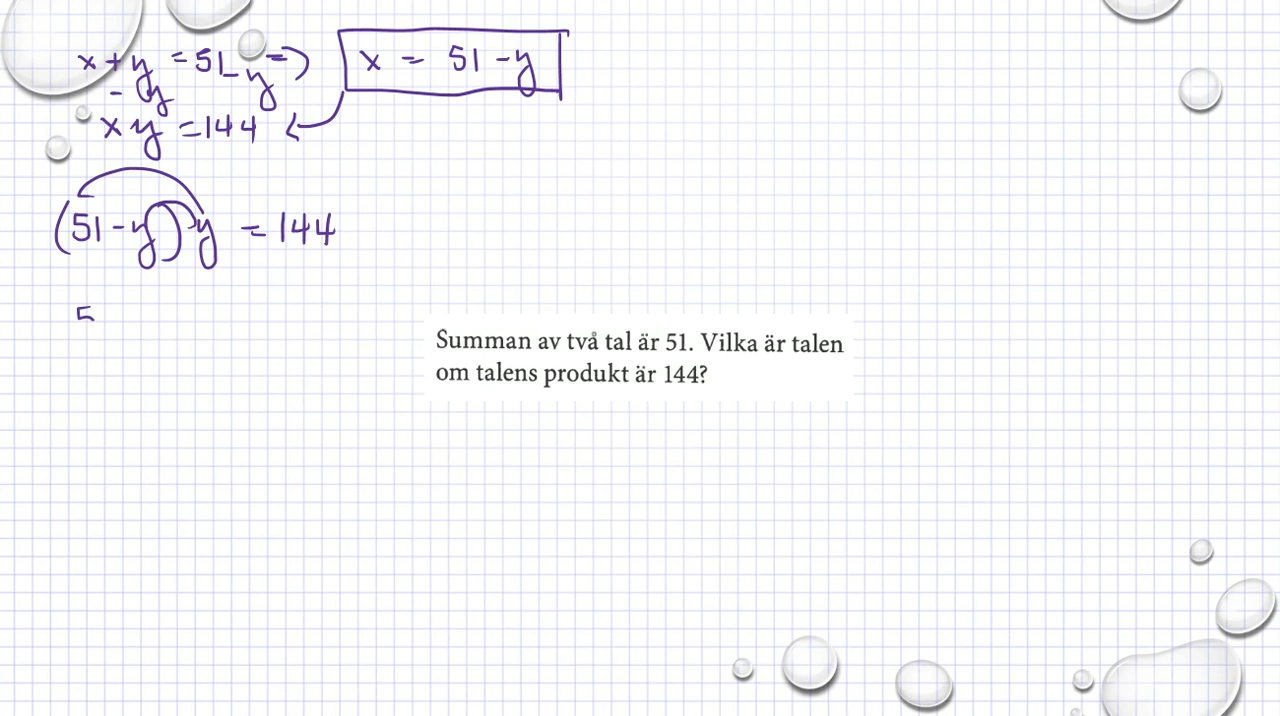 x + y = 51 - y => x = 51 - y
- y
xy = 144
(51 - y)y = 144
5
Summan av två tal är 51. Vilka är talen
om talens produkt är 144?